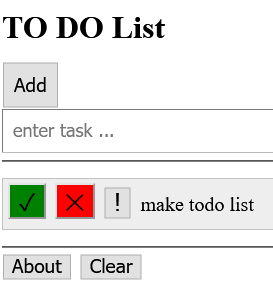 TO DO List
Add
enter task ...
✓ ✕ ! make todo list
About Clear